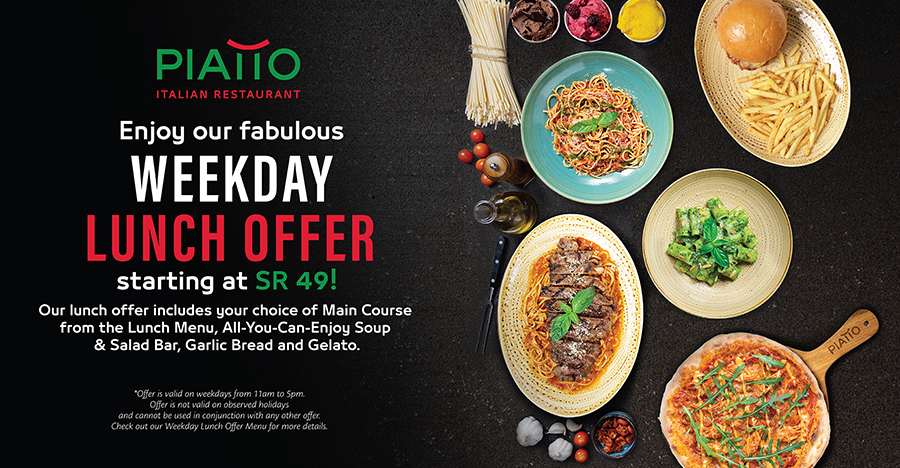 PIATTO
ITALIAN RESTAURANT
Enjoy our fabulous
WEEKDAY
LUNCH OFFER
starting at SR 49!
Our lunch offer includes your choice of Main Course
from the Lunch Menu, All-You-Can-Enjoy Soup
& Salad Bar, Garlic Bread and Gelato.
*Offer is valid on weekdays from 11am to 5pm.
Offer is not valid on observed holidays
and cannot be used in conjunction with any other offer.
Check out our Weekday Lunch Offer Menu for more details.
PIATTO